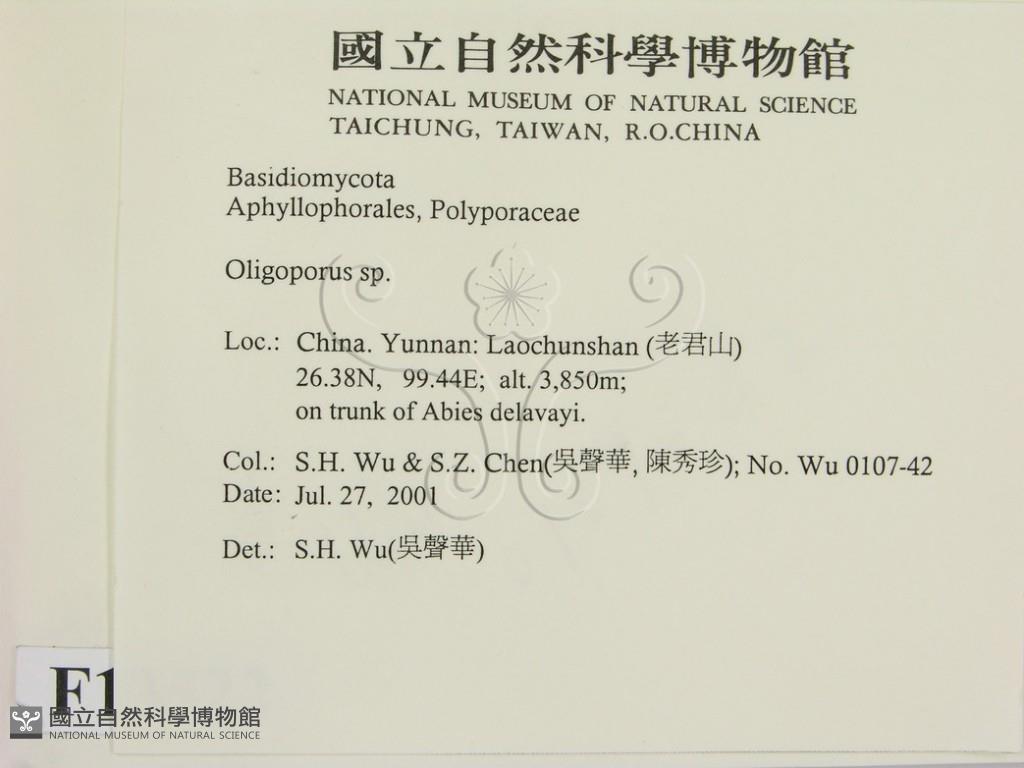 國立自然科學博物館
NATIONAL MUSEUM OF NATURAL SCIENCE
TAICHUNG, TAIWAN, R.O.CHINA
Basidiomycota
Aphyllophorales, Polyporaceae
Oligoporus sp.
Loc.: China. Yunnan: Laochunshan (老君山)
26.38N, 99.44E; alt. 3,850m;
on trunk of Abies delavayi.
Col.: S.H. Wu & S.Z. Chen(吳聲華, 陳秀珍); No. Wu 0107-42
Date: Jul. 27, 2001
Det.: S.H. Wu(吳聲華)
F1
國立自然科學博物館
NATIONAL MUSEUM OF NATURAL SCIENCE